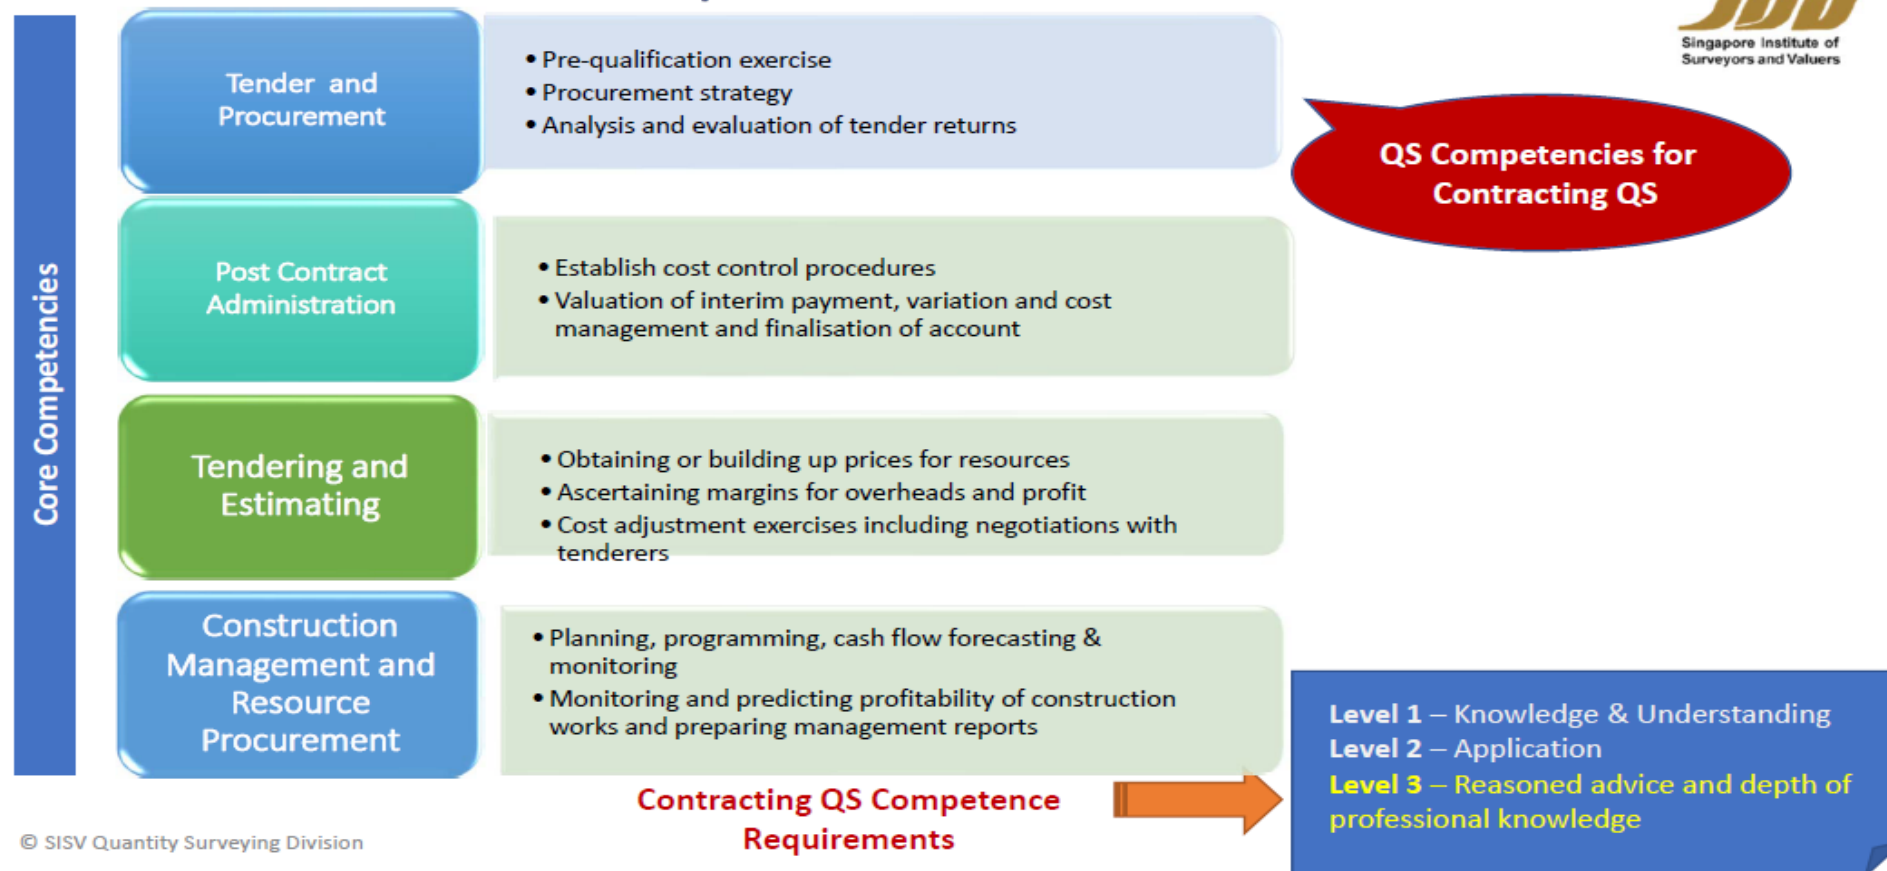 Singapore Institute of
Surveyors and Valuers
Core Competencies
Tender and
Procurement
• Pre-qualification exercise
• Procurement strategy
• Analysis and evaluation of tender returns
QS Competencies for
Contracting QS
Post Contract
Administration
• Establish cost control procedures
• Valuation of interim payment, variation and cost
management and finalisation of account
Tendering and
Estimating
• Obtaining or building up prices for resources
• Ascertaining margins for overheads and profit
• Cost adjustment exercises including negotiations with
tenderers
Construction
Management and
Resource
Procurement
• Planning, programming, cash flow forecasting &
monitoring
• Monitoring and predicting profitability of construction
works and preparing management reports
Contracting QS Competence
Requirements
Level 1 – Knowledge & Understanding
Level 2 – Application
Level 3 – Reasoned advice and depth of
professional knowledge
© SISV Quantity Surveying Division